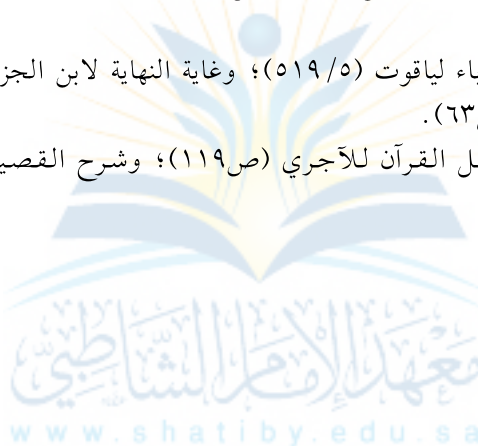 ياء لياقوت (٥١٩/٥)؛ وغاية النهاية لابن الجز
٦٣).
ل القرآن للآجري (ص١١٩)؛ وشرح القصي
معهد الإمام الشاطبي
www.shatiby.edu.sa